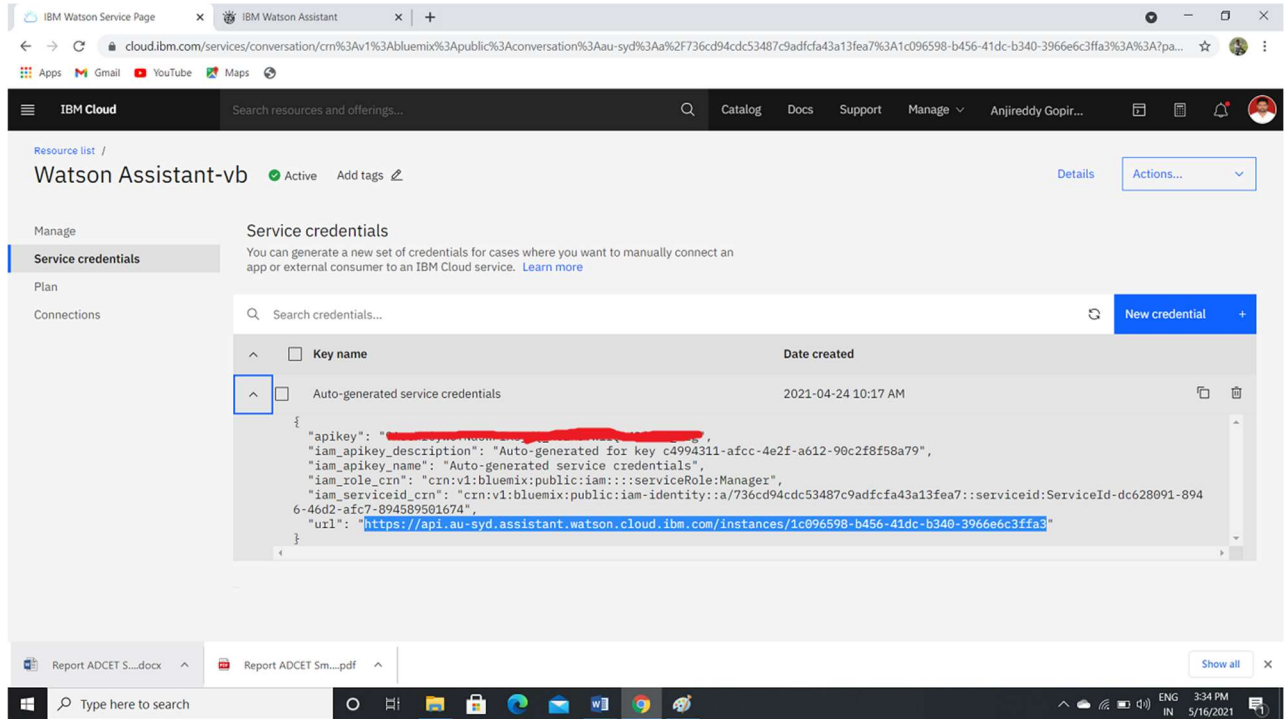 IBM Watson Service Page
IBM Watson Assistant
cloud.ibm.com/services/conversation/crn%3Av1%3Abluemix%3Apublic%3Aconversation%3Aau-syd%3Aa%2F736cd94cdc53487c9adfcfa43a13fea7%3A1c096598-b456-41dc-b340-3966e6c3ffa3%3A%3A?pa...
Apps Gmail YouTube Maps
IBM Cloud Search resources and offerings... Catalog Docs Support Manage Anjireddy Gopir...
Resource list /
Watson Assistant-vb Active Add tags Details Actions...
Manage
Service credentials
Plan
Connections
Service credentials
You can generate a new set of credentials for cases where you want to manually connect an
app or external consumer to an IBM Cloud service. Learn more
Search credentials... New credential +
Key name Date created
Auto-generated service credentials 2021-04-24 10:17 AM
{
"apikey": "
"iam_apikey_description": "Auto-generated for key c4994311-afcc-4e2f-a612-90c2f8f58a79",
"iam_apikey_name": "Auto-generated service credentials",
"iam_role_crn": "crn:v1:bluemix:public:iam::::serviceRole:Manager",
"iam_serviceid_crn": "crn:v1:bluemix:public:iam-identity::a/736cd94cdc53487c9adfcfa43a13fea7::serviceid:ServiceId-dc628091-894
6-46d2-afc7-894589501674",
"url": "https://api.au-syd.assistant.watson.cloud.ibm.com/instances/1c096598-b456-41dc-b340-3966e6c3ffa3"
}
Report ADCET S....docx Report ADCET Sm....pdf Show all
Type here to search ENG 3:34 PM
IN 5/16/2021